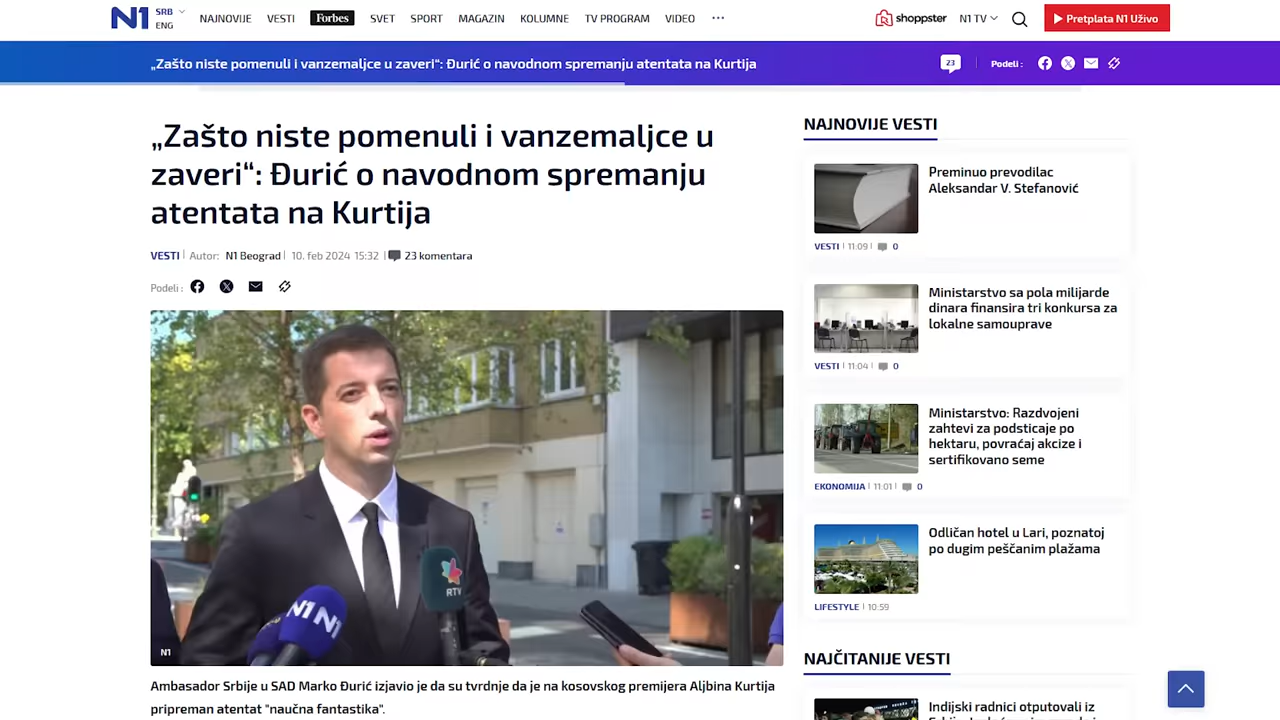 N1
SRB
ENG
NAJNOVIJE VESTI Forbes SVET SPORT MAGAZIN KOLUMNE TV PROGRAM VIDEO
shoppster N1 TV Pretplata N1 Uživo
„Zašto niste pomenuli i vanzemaljce u zaveri“: Đurić o navodnom spremanju atentata na Kurtija
23 Podeli :
„Zašto niste pomenuli i vanzemaljce u
zaveri“: Đurić o navodnom spremanju
atentata na Kurtija
VESTI | Autor: N1 Beograd | 10. feb 2024 15:32 | 23 komentara
Podeli :
RTV
N1 N1
N1
Ambasador Srbije u SAD Marko Đurić izjavio je da su tvrdnje da je na kosovskog premijera Aljbina Kurtija
pripreman atentat "naučna fantastika".
NAJNOVIJE VESTI
Preminuo prevodilac
Aleksandar V. Stefanović
VESTI | 11:09 | 0
Ministarstvo sa pola milijarde
dinara finansira tri konkursa za
lokalne samouprave
VESTI | 11:04 | 0
Ministarstvo: Razdvojeni
zahtevi za podsticaje po
hektaru, povraćaj akcize i
sertifikovano seme
EKONOMIJA | 11:01 | 0
Odličan hotel u Lari, poznatoj
po dugim peščanim plažama
LIFESTYLE | 10:59
NAJČITANIJE VESTI
Indijski radnici otputovali iz